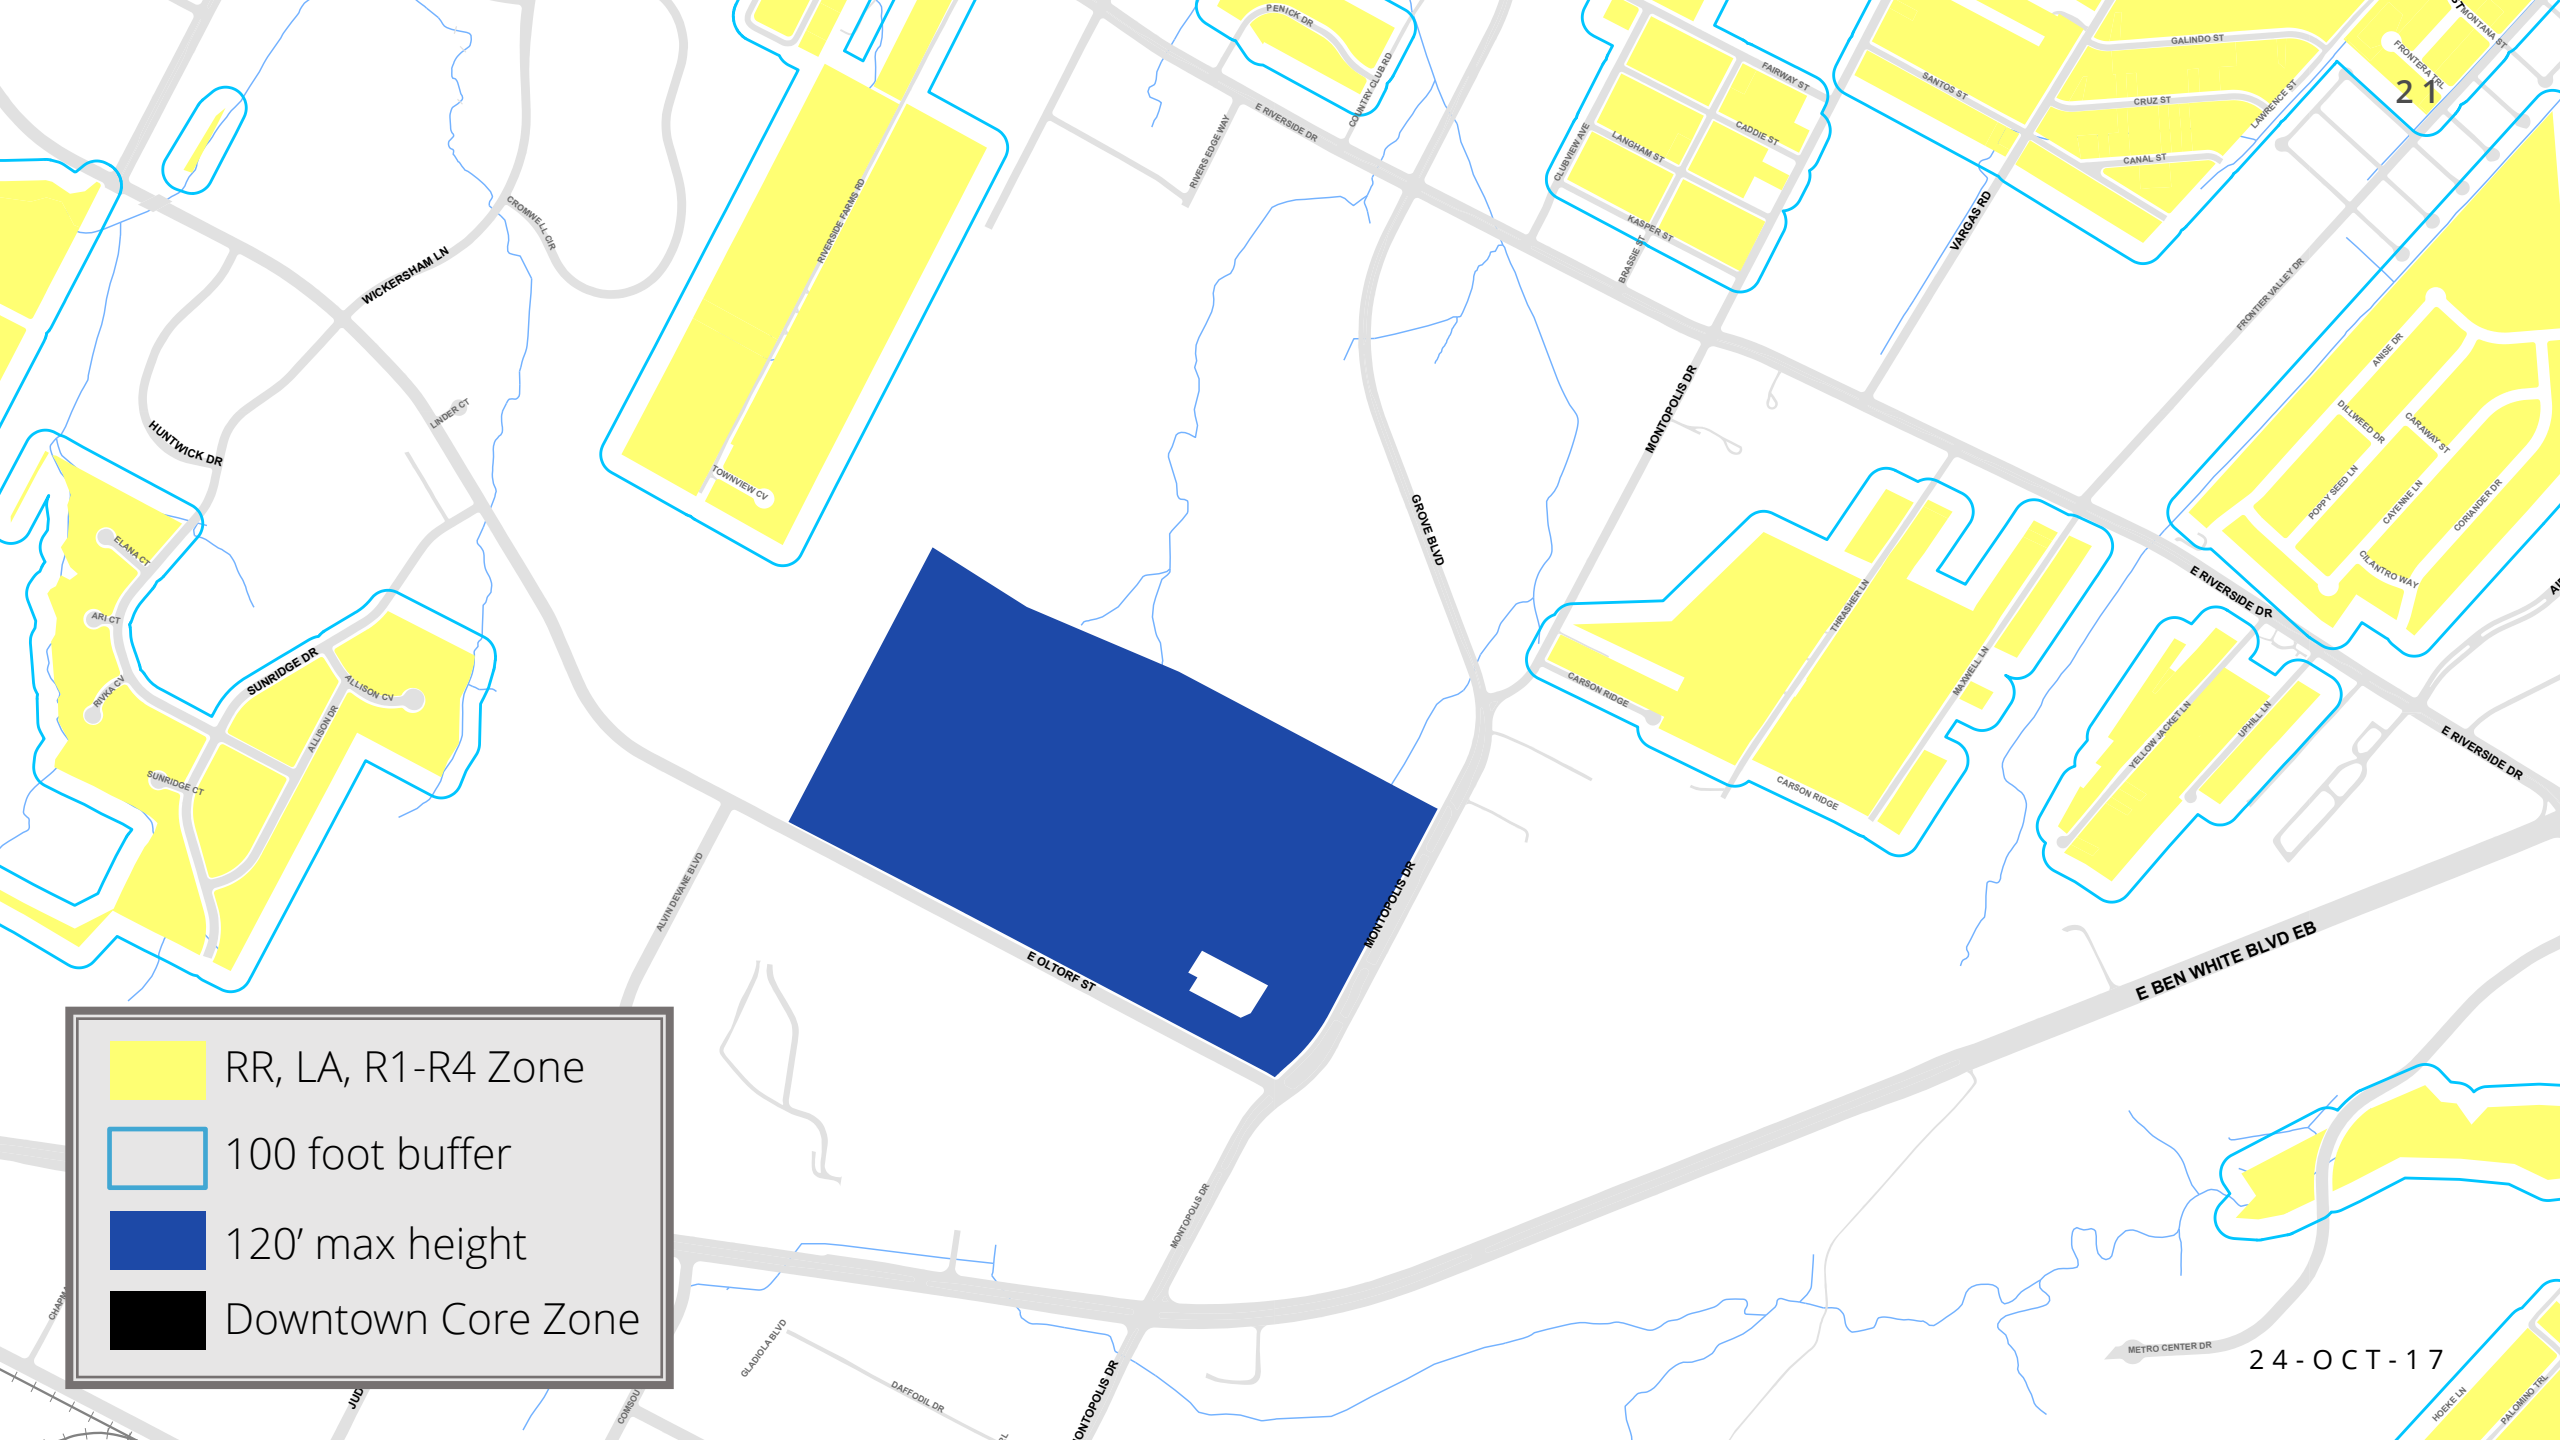 PENICK DR
COUNTRY CLUB RD
E RIVERSIDE DR
RIVERS EDGE WAY
RIVERSIDE FARMS RD
TOWNVIEW CV
CROMWELL CIR
WICKERSHAM LN
HUNTWICK DR
LINDER CT
ELANA CT
ARI CT
RIVKA CV
SUNRIDGE DR
ALLISON CV
ALLISON DR
SUNRIDGE CT
FAIRWAY ST
CADDIE ST
LANGHAM ST
CLUBVIEW AVE
KASPER ST
BRASSIE ST
GALINDO ST
SANTOS ST
CRUZ ST
CANAL ST
LAWRENCE ST
MONTANA ST
FRONTERA TRL
21
VARGAS RD
FRONTIER VALLEY DR
ANISE DR
DILLWEED DR
CARAWAY ST
POPPY SEED LN
CAYENNE LN
CORIANDER DR
CILANTRO WAY
MONTOPOLIS DR
GROVE BLVD
THRASHER LN
MAXWELL LN
CARSON RIDGE
CARSON RIDGE
E RIVERSIDE DR
YELLOW JACKET LN
UPHILL LN
E RIVERSIDE DR
ALVIN DEVANE BLVD
E OLTORF ST
MONTOPOLIS DR
E BEN WHITE BLVD EB
MONTOPOLIS DR
GLADIOLA BLVD
DAFFODIL DR
MONTOPOLIS DR
METRO CENTER DR
HOEKE LN
PALOMINO TRL
RR, LA, R1-R4 Zone
100 foot buffer
120’ max height
Downtown Core Zone
24-OCT-17